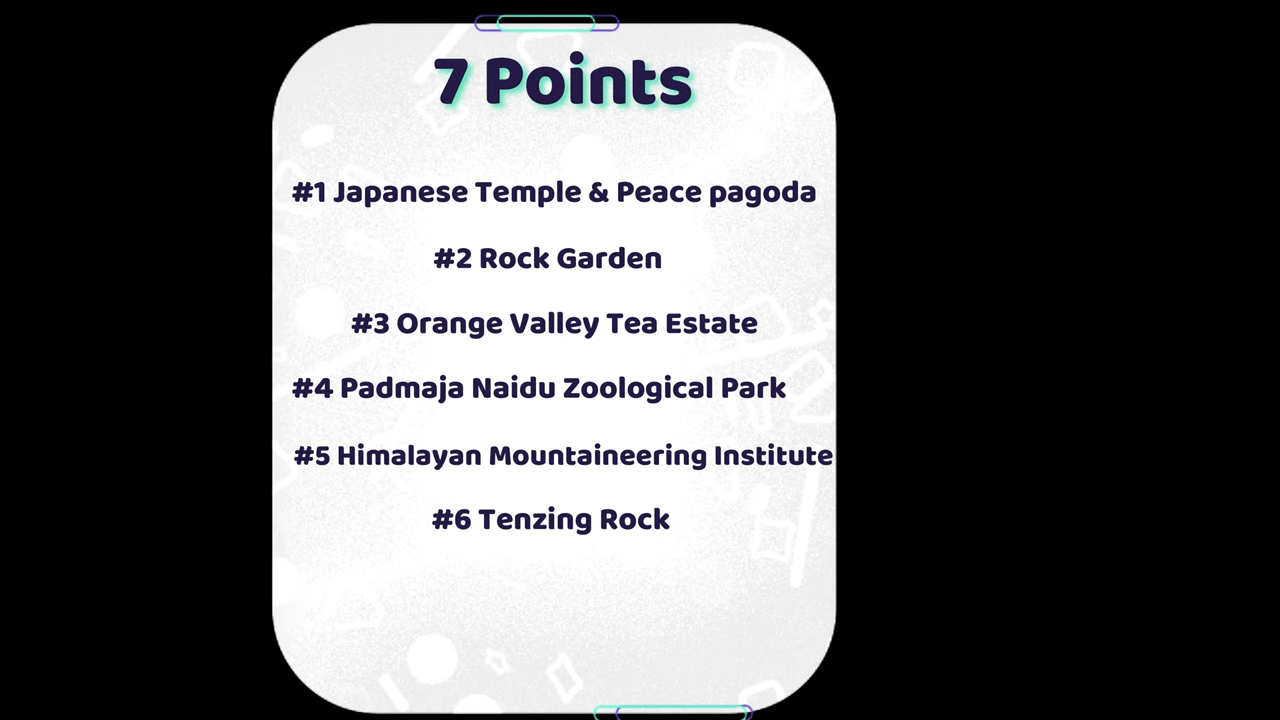 7 Points
#1 Japanese Temple & Peace pagoda
#2 Rock Garden
#3 Orange Valley Tea Estate
#4 Padmaja Naidu Zoological Park
#5 Himalayan Mountaineering Institute
#6 Tenzing Rock